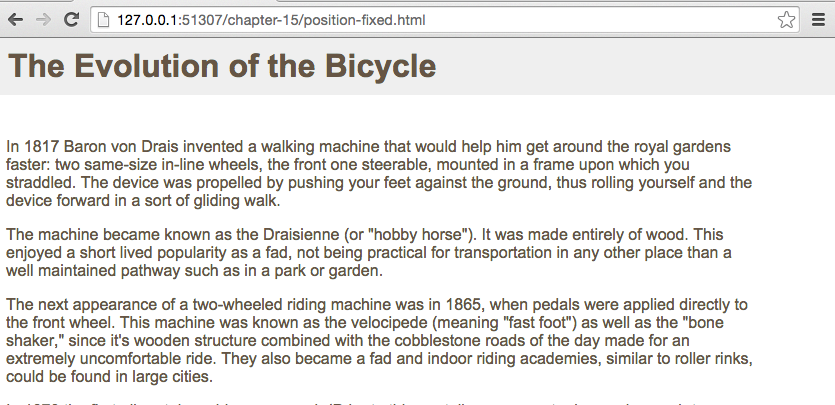 127.0.0.1:51307/chapter-15/position-fixed.html
The Evolution of the Bicycle
In 1817 Baron von Drais invented a walking machine that would help him get around the royal gardens
faster: two same-size in-line wheels, the front one steerable, mounted in a frame upon which you
straddled. The device was propelled by pushing your feet against the ground, thus rolling yourself and the
device forward in a sort of gliding walk.
The machine became known as the Draisienne (or "hobby horse"). It was made entirely of wood. This
enjoyed a short lived popularity as a fad, not being practical for transportation in any other place than a
well maintained pathway such as in a park or garden.
The next appearance of a two-wheeled riding machine was in 1865, when pedals were applied directly to
the front wheel. This machine was known as the velocipede (meaning "fast foot") as well as the "bone
shaker," since it's wooden structure combined with the cobblestone roads of the day made for an
extremely uncomfortable ride. They also became a fad and indoor riding academies, similar to roller rinks,
could be found in large cities.